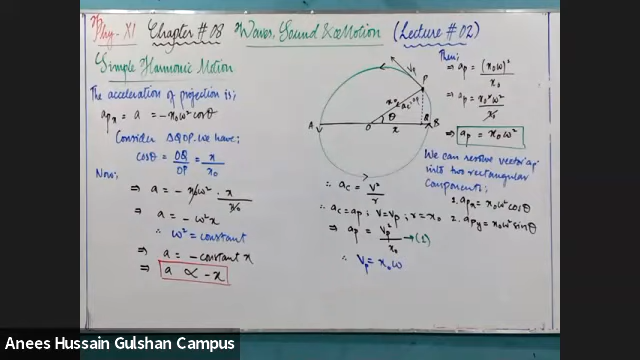 Phy-XI Chapter # 08 Waves, Sound & Motion (Lecture # 02)
Simple Harmonic Motion
The acceleration of projection is;
apx = a = -x₀ω² cosθ
Consider ΔQOP. we have;
cosθ = OQ/OP = x/x₀
Now;
⇒ a = -x₀ω² . x/x₀
⇒ a = -ω²x
∴ ω² = constant
⇒ a = -constant x
⇒ a ∝ -x
P
A
O
θ
x
Q
B
∴ ac = v²/r
∴ ac = ap ; v = vp ; r = x₀
⇒ ap = vp²/x₀ →(1)
∴ vp = x₀ω
Then;
⇒ ap = (x₀ω)²/x₀
⇒ ap = x₀²ω²/x₀
⇒ ap = x₀ω²
We can resolve vector ap
into two rectangular
components;
1. apx = x₀ω² cosθ
2. apy = x₀ω² sinθ
Anees Hussain Gulshan Campus